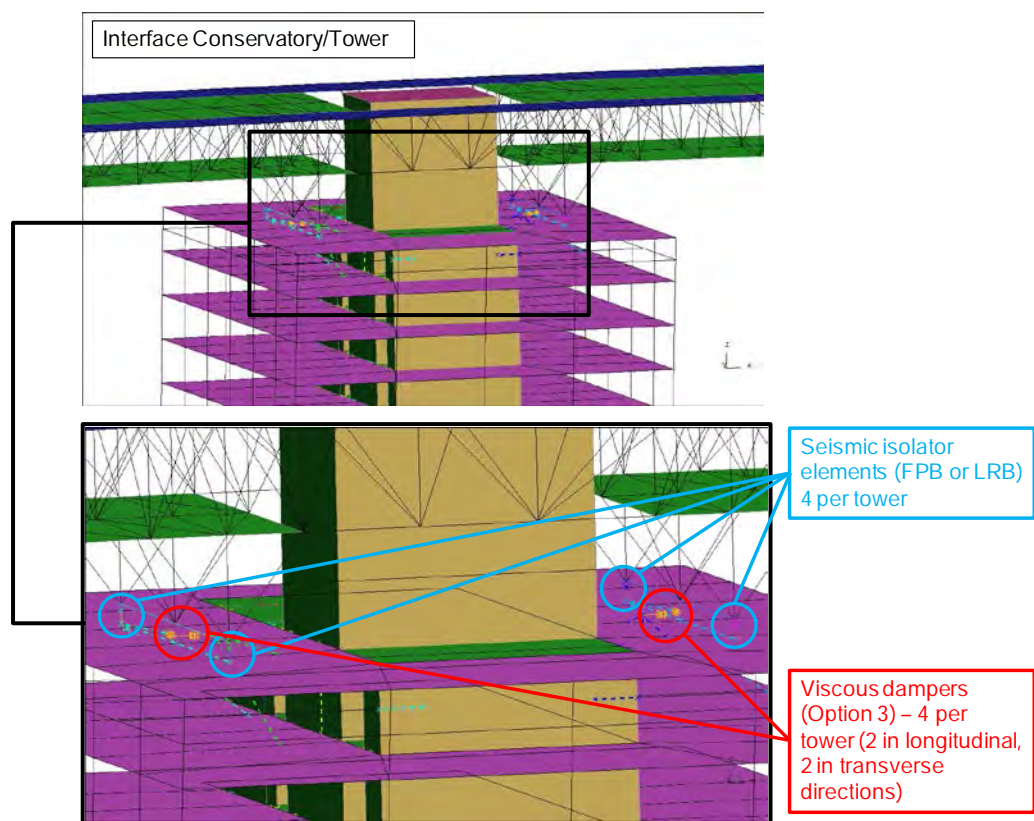 Interface Conservatory/Tower
Seismic isolator
elements (FPB or LRB)
4 per tower
Viscous dampers
(Option 3) – 4 per
tower (2 in longitudinal,
2 in transverse
directions)